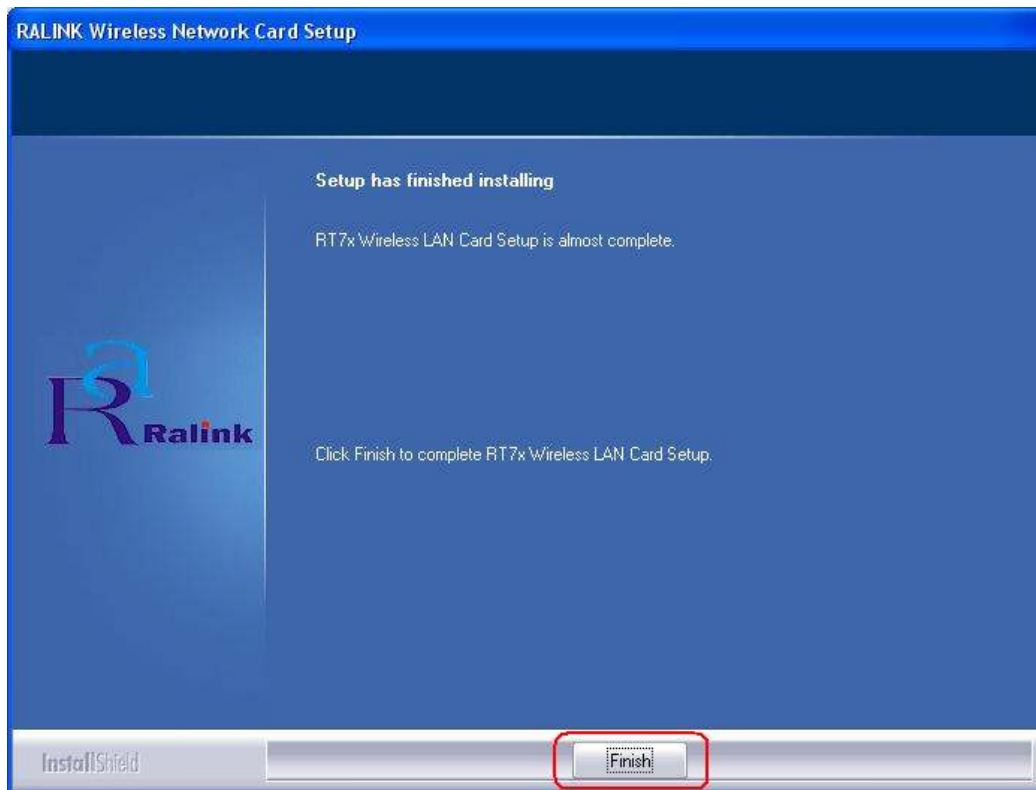 RALINK Wireless Network Card Setup
Setup has finished installing
RT7x Wireless LAN Card Setup is almost complete.
Ra
Ralink
Click Finish to complete RT7x Wireless LAN Card Setup.
InstallShield
Finish